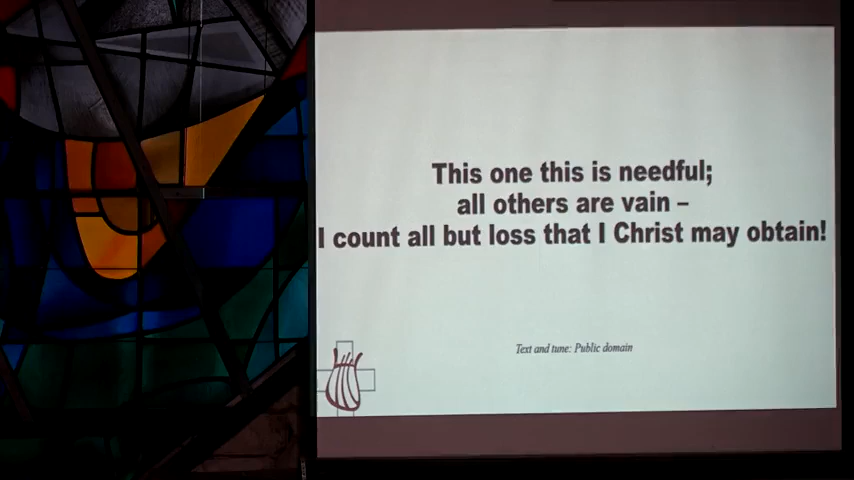 This one this is needful;
all others are vain –
I count all but loss that I Christ may obtain!
Text and tune: Public domain